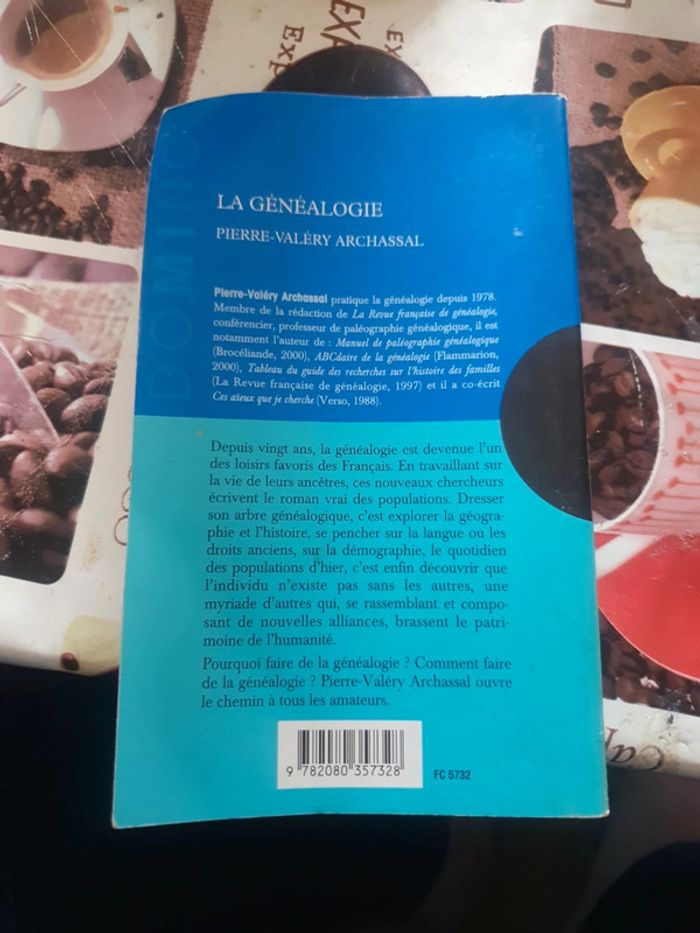 EXPA
Exp
EX
Exp
DOMINO
LA GÉNÉALOGIE
PIERRE-VALÉRY ARCHASSAL
Pierre-Valéry Archassal pratique la généalogie depuis 1978.
Membre de la rédaction de La Revue française de généalogie,
conférencier, professeur de paléographie généalogique, il est
notamment l'auteur de : Manuel de paléographie généalogique
(Brocéliande, 2000), ABCdaire de la généalogie (Flammarion,
2000), Tableau du guide des recherches sur l'histoire des familles
(La Revue française de généalogie, 1997) et il a co-écrit
Ces aïeux que je cherche (Verso, 1988).
Depuis vingt ans, la généalogie est devenue l'un
des loisirs favoris des Français. En travaillant sur
la vie de leurs ancêtres, ces nouveaux chercheurs
écrivent le roman vrai des populations. Dresser
son arbre généalogique, c'est explorer la géogra-
phie et l'histoire, se pencher sur la langue ou les
droits anciens, sur la démographie, le quotidien
des populations d'hier, c'est enfin découvrir que
l'individu n'existe pas sans les autres, une
myriade d'autres qui, se rassemblant et compo-
sant de nouvelles alliances, brassent le patri-
moine de l'humanité.
Pourquoi faire de la généalogie ? Comment faire
de la généalogie ? Pierre-Valéry Archassal ouvre
le chemin à tous les amateurs.
9 782080 357328
FC 5732